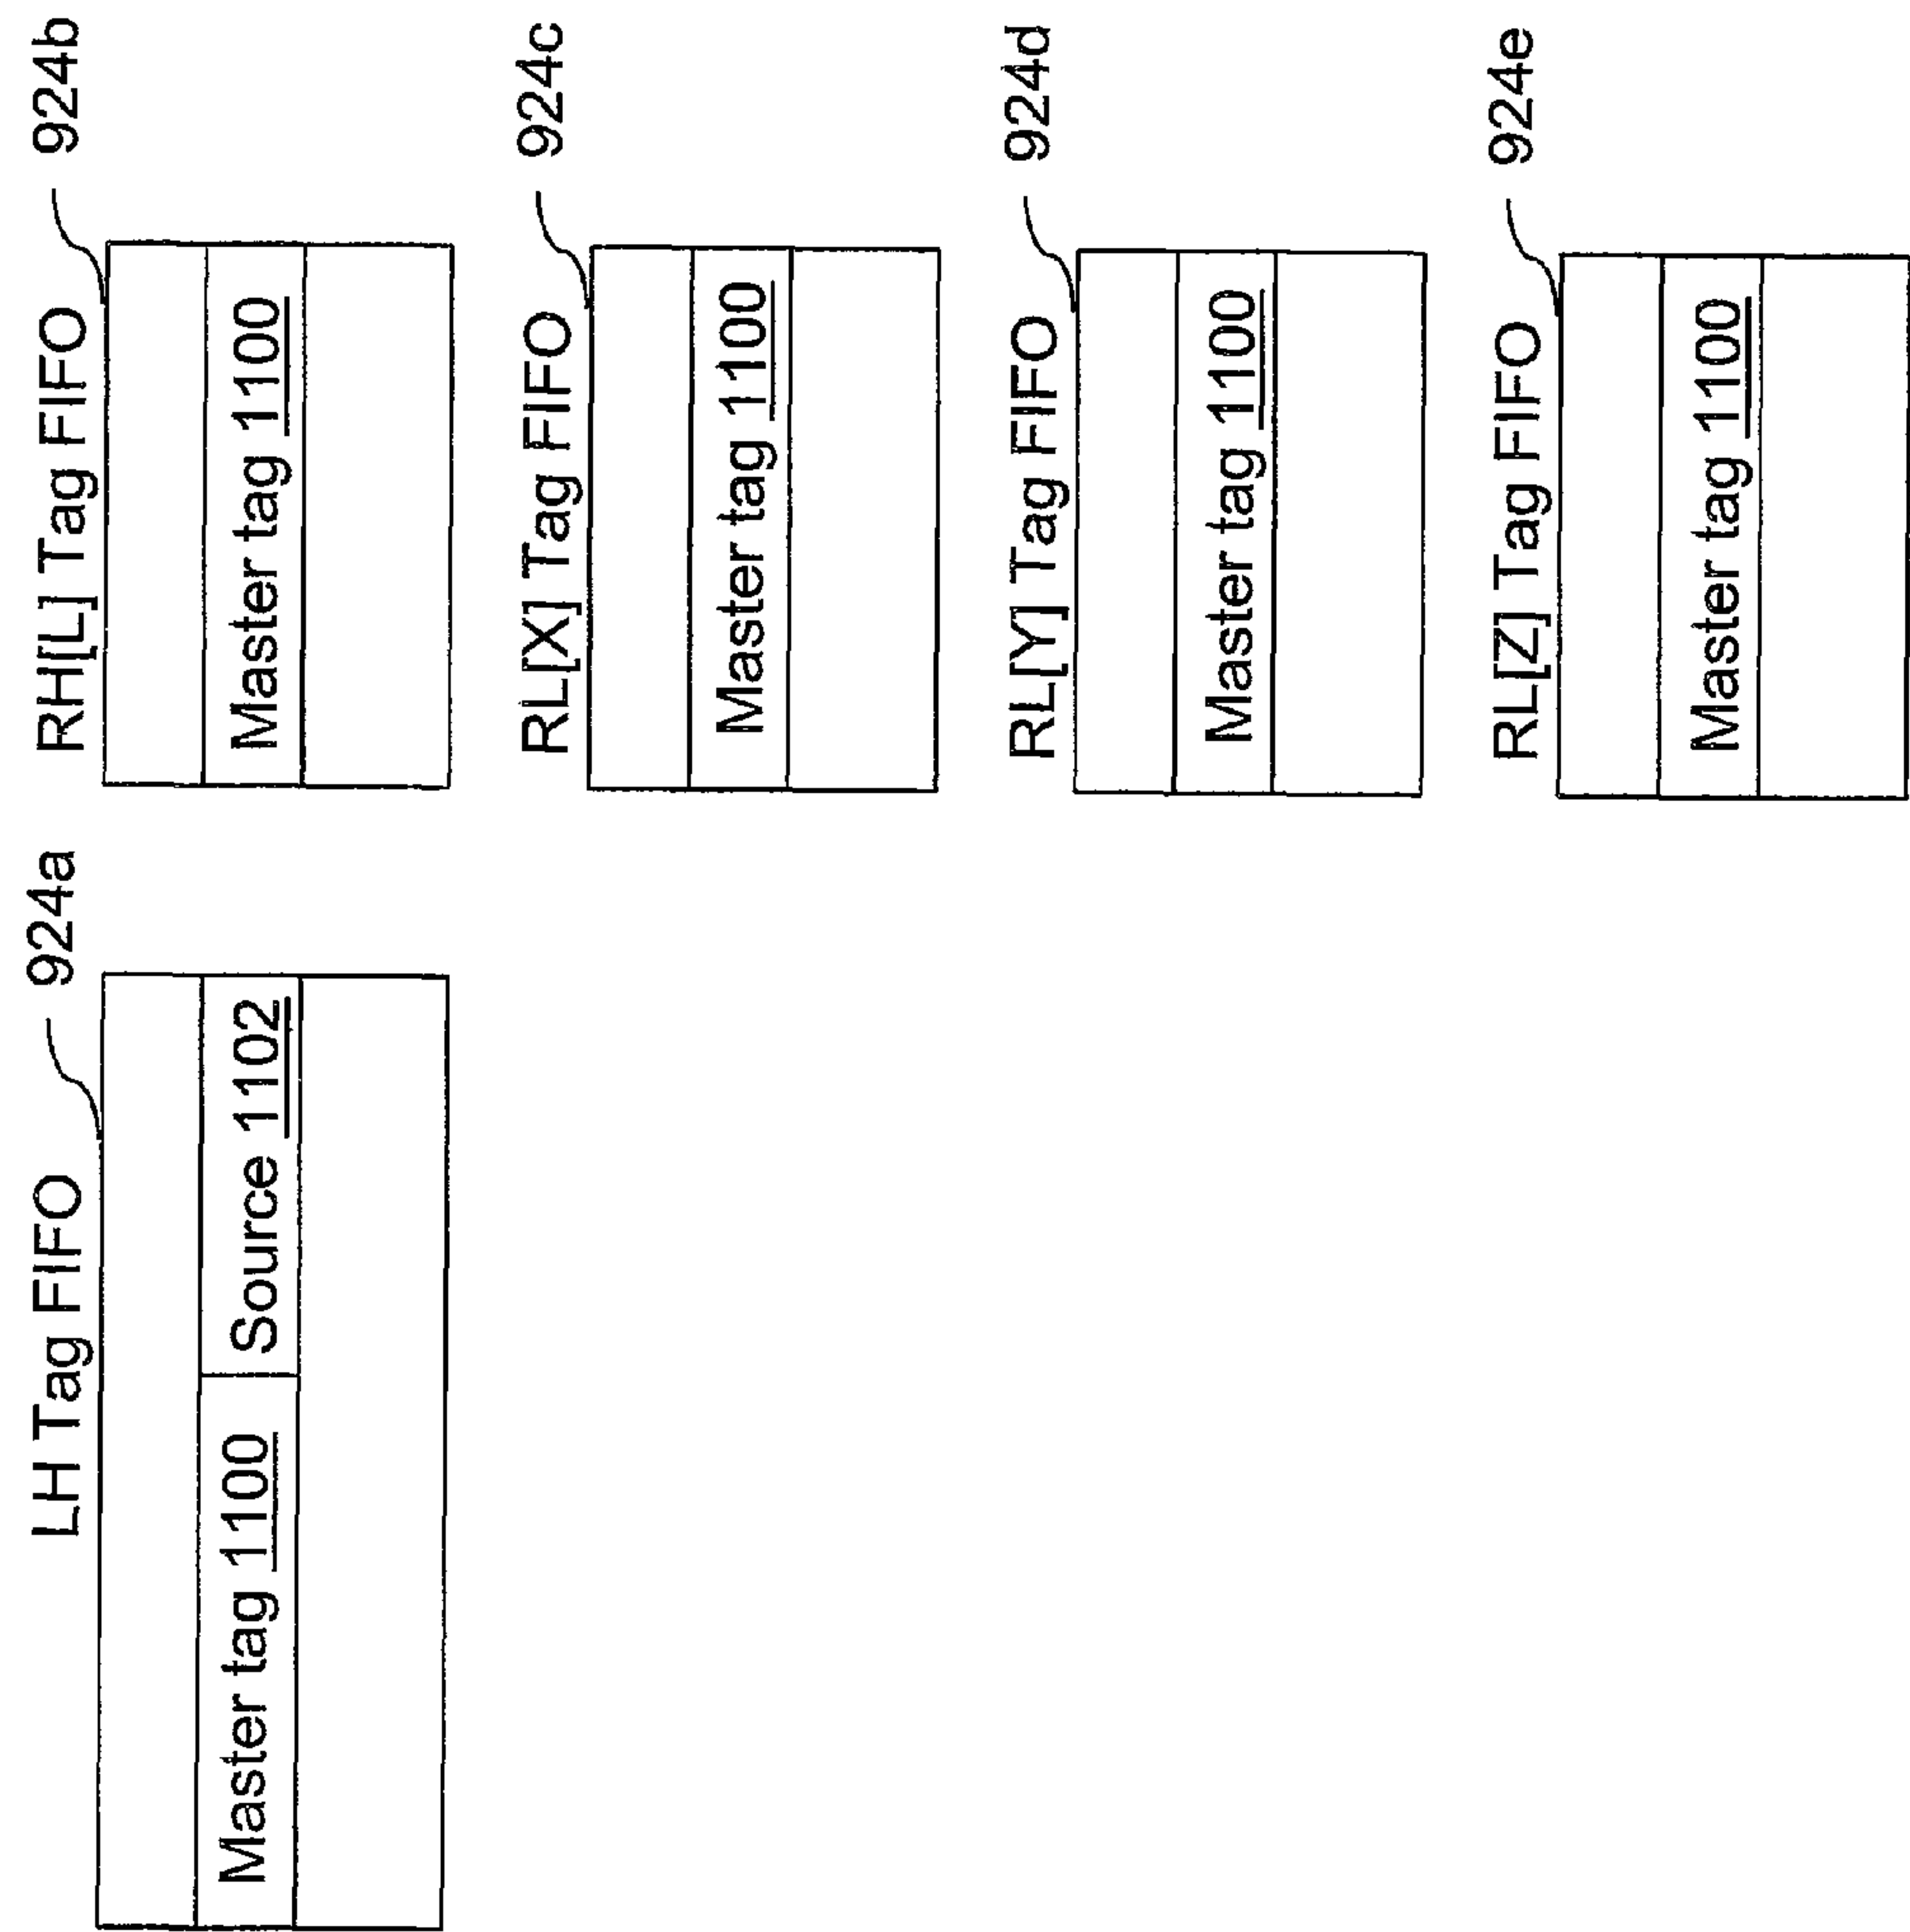 LH Tag FIFO
924a
Master tag 1100
Source 1102
RH[L] Tag FIFO
924b
Master tag 1100
RL[X] Tag FIFO
924c
Master tag 1100
RL[Y] Tag FIFO
924d
Master tag 1100
RL[Z] Tag FIFO
924e
Master tag 1100